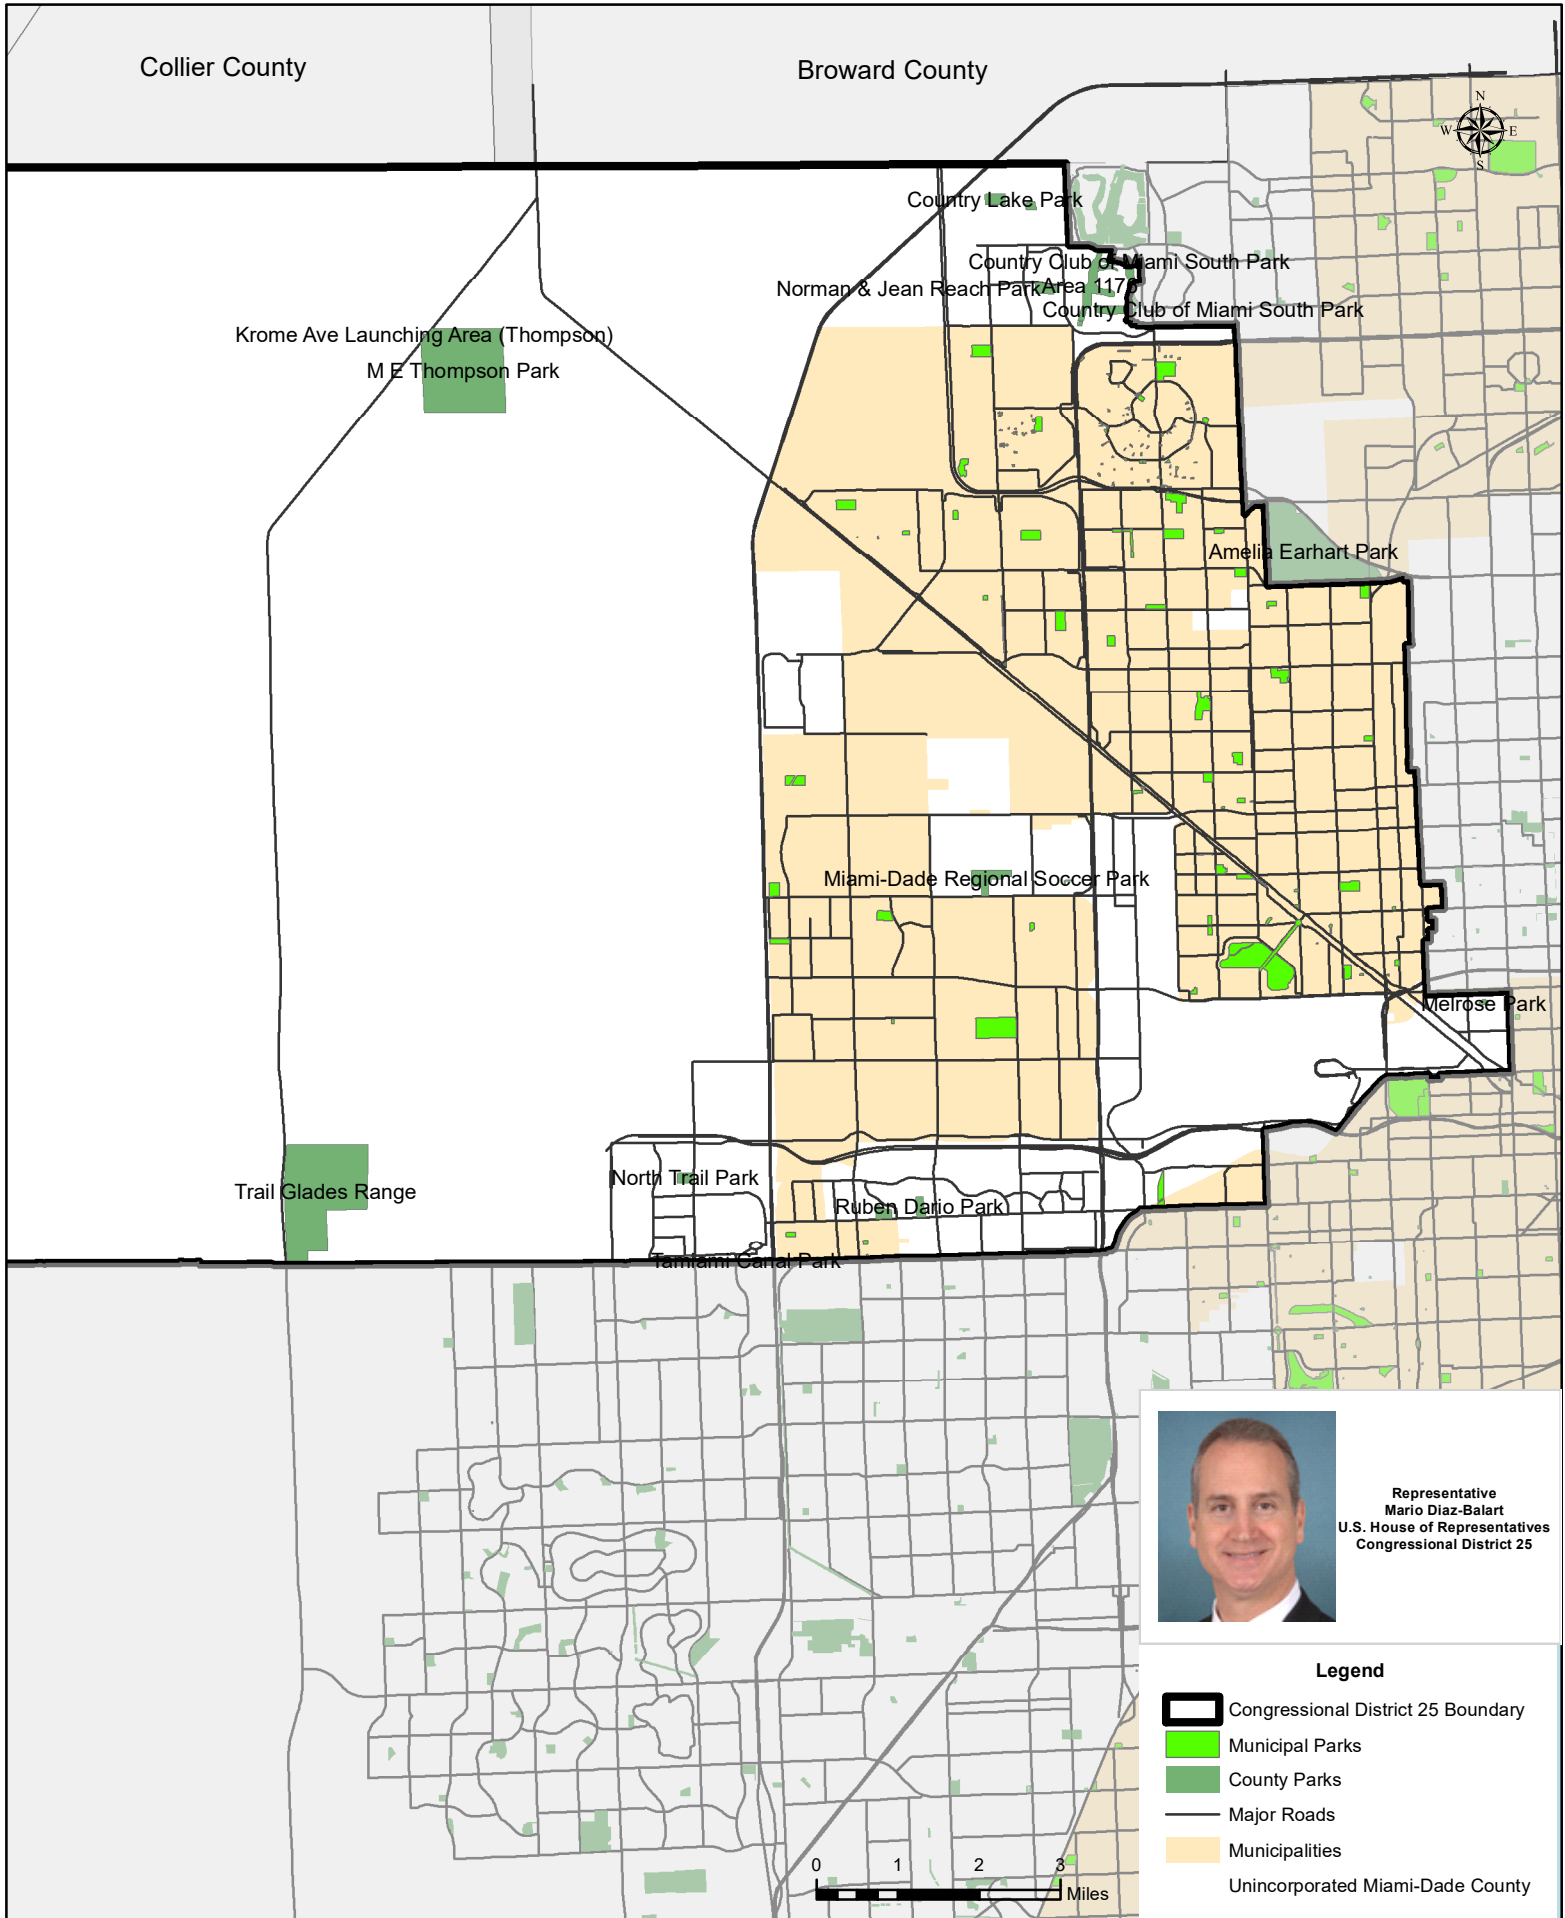 Collier County
Broward County
N
W
E
S
Country Lake Park
Country Club of Miami South Park
Norman & Jean Reach Park
Area 1176
Country Club of Miami South Park
Krome Ave Launching Area (Thompson)
M E Thompson Park
Amelia Earhart Park
Miami-Dade Regional Soccer Park
Melrose Park
North Trail Park
Trail Glades Range
Ruben Dario Park
Tamiami Canal Park
Representative
Mario Diaz-Balart
U.S. House of Representatives
Congressional District 25
Legend
Congressional District 25 Boundary
Municipal Parks
County Parks
Major Roads
Municipalities
Unincorporated Miami-Dade County
0 1 2 3
Miles